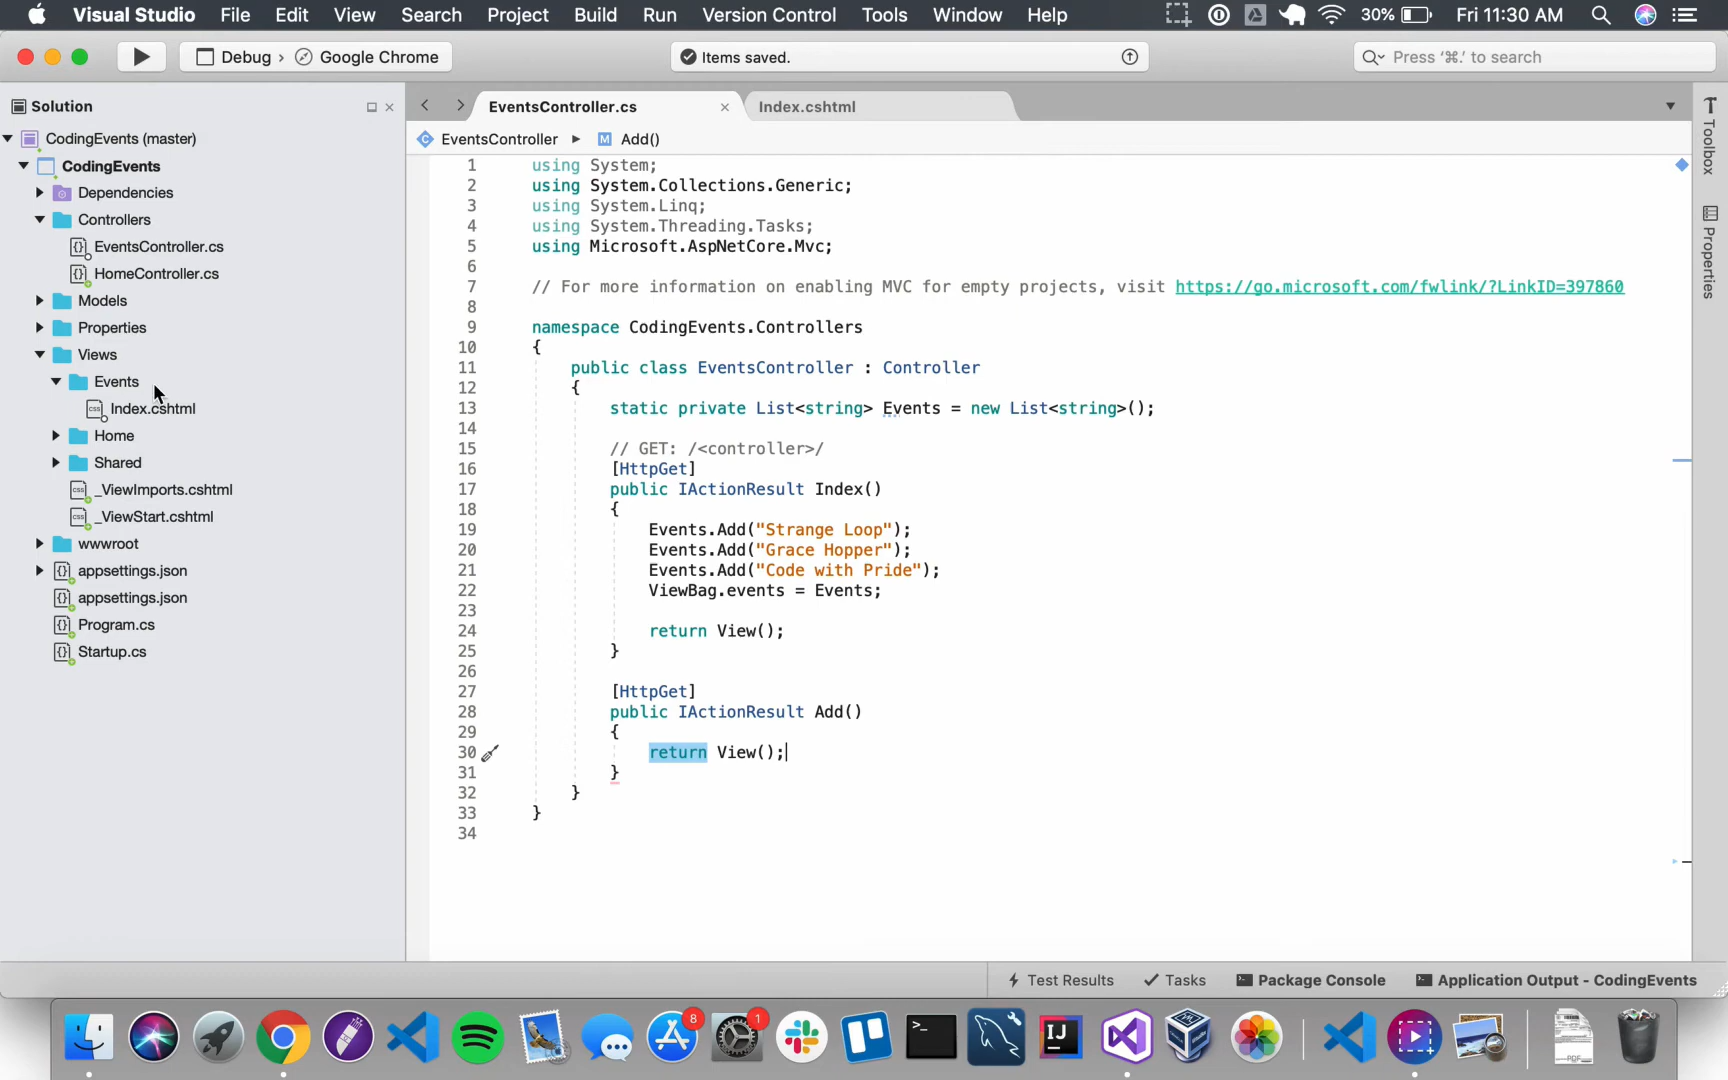 Visual Studio File Edit View Search Project Build Run Version Control Tools Window Help 30% Fri 11:30 AM
Debug › Google Chrome
Items saved.
Press '⌘.' to search
Solution
CodingEvents (master)
CodingEvents
Dependencies
Controllers
EventsController.cs
HomeController.cs
Models
Properties
Views
Events
Index.cshtml
Home
Shared
_ViewImports.cshtml
_ViewStart.cshtml
wwwroot
appsettings.json
appsettings.json
Program.cs
Startup.cs
EventsController.cs
Index.cshtml
EventsController ▸ M Add()
1 using System;
2 using System.Collections.Generic;
3 using System.Linq;
4 using System.Threading.Tasks;
5 using Microsoft.AspNetCore.Mvc;
6
7 // For more information on enabling MVC for empty projects, visit https://go.microsoft.com/fwlink/?LinkID=397860
8
9 namespace CodingEvents.Controllers
10 {
11 public class EventsController : Controller
12 {
13 static private List<string> Events = new List<string>();
14
15 // GET: /<controller>/
16 [HttpGet]
17 public IActionResult Index()
18 {
19 Events.Add("Strange Loop");
20 Events.Add("Grace Hopper");
21 Events.Add("Code with Pride");
22 ViewBag.events = Events;
23
24 return View();
25 }
26
27 [HttpGet]
28 public IActionResult Add()
29 {
30 return View();
31 }
32 }
33 }
34
Toolbox
Properties
Test Results
Tasks
Package Console
Application Output - CodingEvents
8
1
>_
IJ
PDF